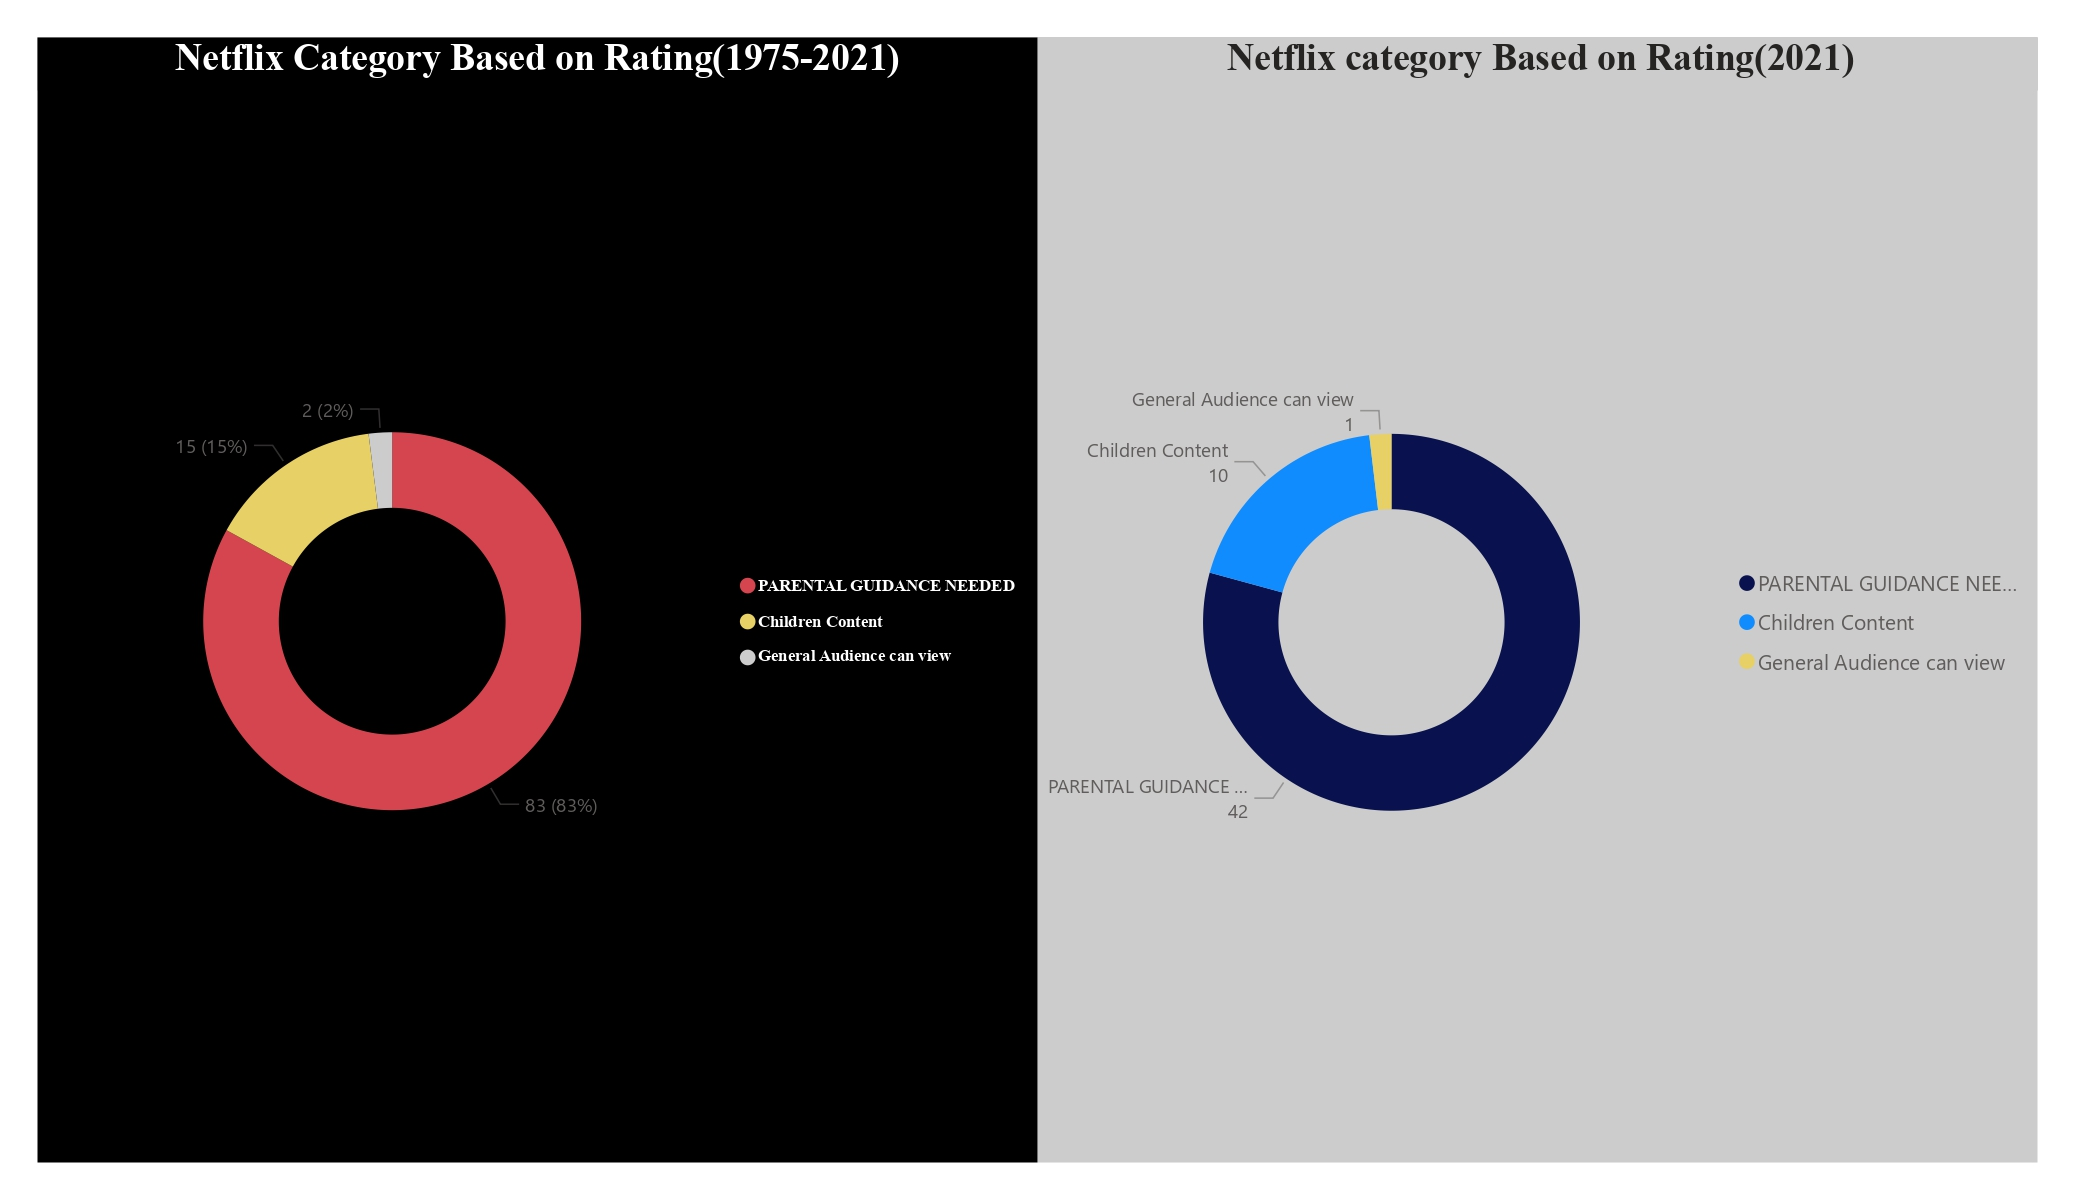 Netflix Category Based on Rating(1975-2021)
2 (2%)
15 (15%)
83 (83%)
PARENTAL GUIDANCE NEEDED
Children Content
General Audience can view
Netflix category Based on Rating(2021)
General Audience can view
1
Children Content
10
PARENTAL GUIDANCE ...
42
PARENTAL GUIDANCE NEE...
Children Content
General Audience can view